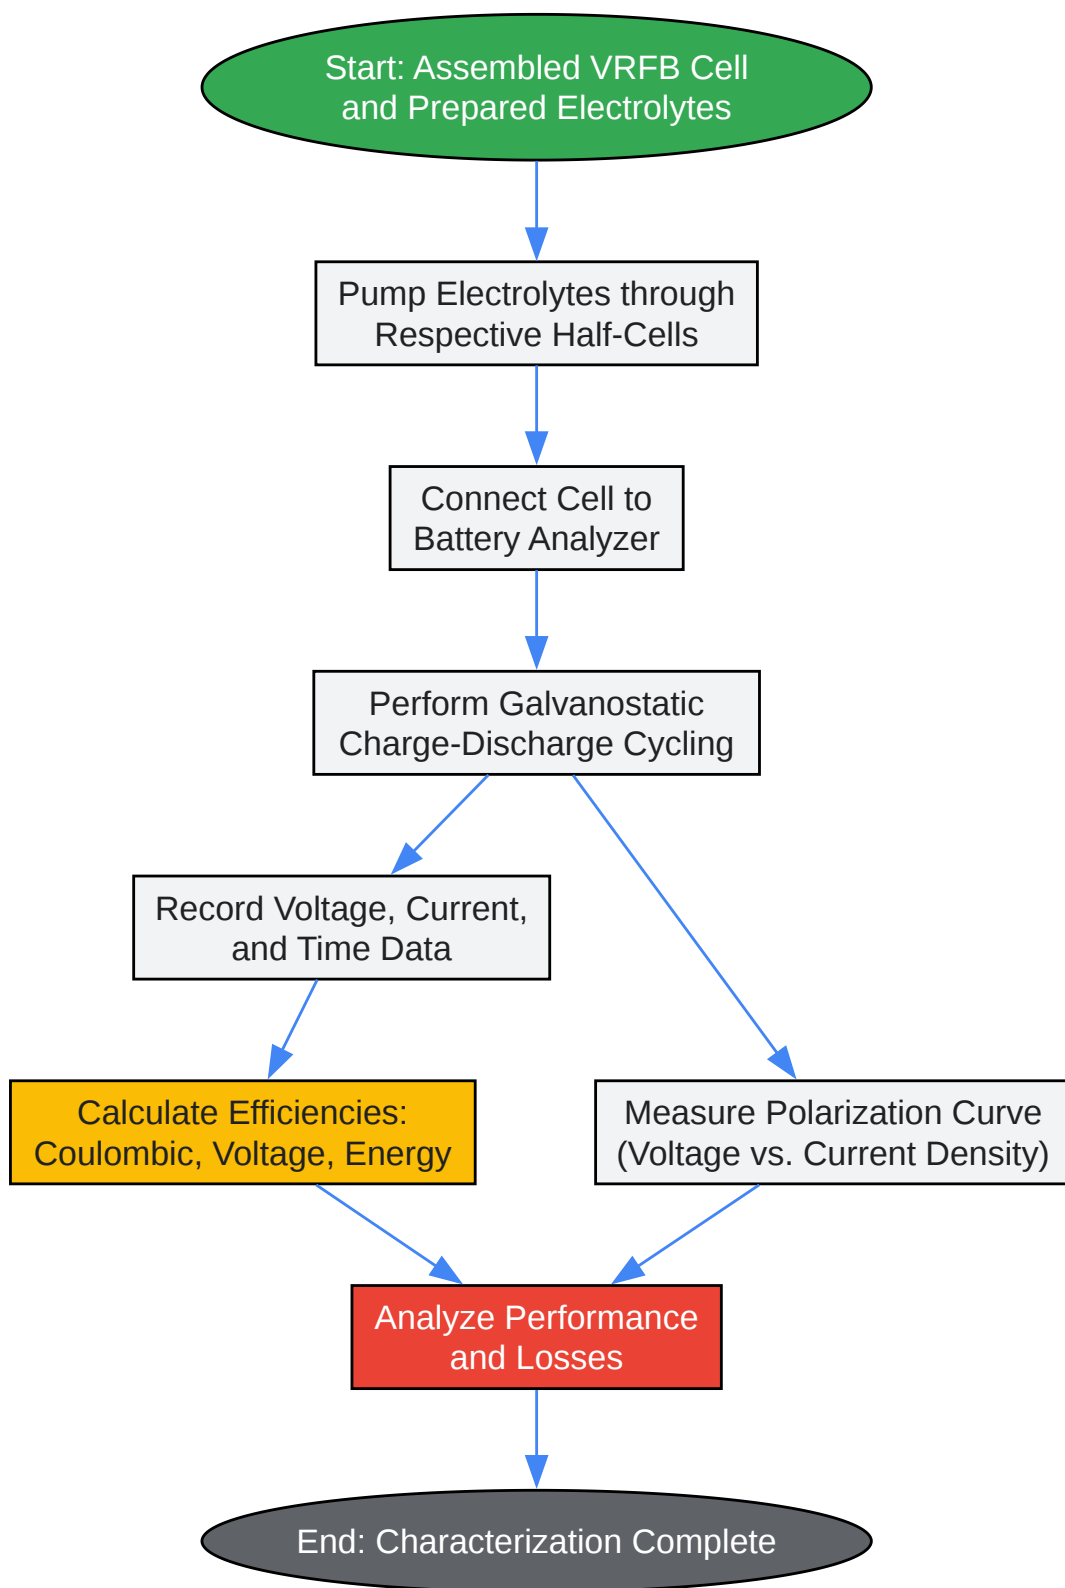 Start: Assembled VRFB Cell
and Prepared Electrolytes
Pump Electrolytes through
Respective Half-Cells
Connect Cell to
Battery Analyzer
Perform Galvanostatic
Charge-Discharge Cycling
Record Voltage, Current,
and Time Data
Calculate Efficiencies:
Coulombic, Voltage, Energy
Measure Polarization Curve
(Voltage vs. Current Density)
Analyze Performance
and Losses
End: Characterization Complete